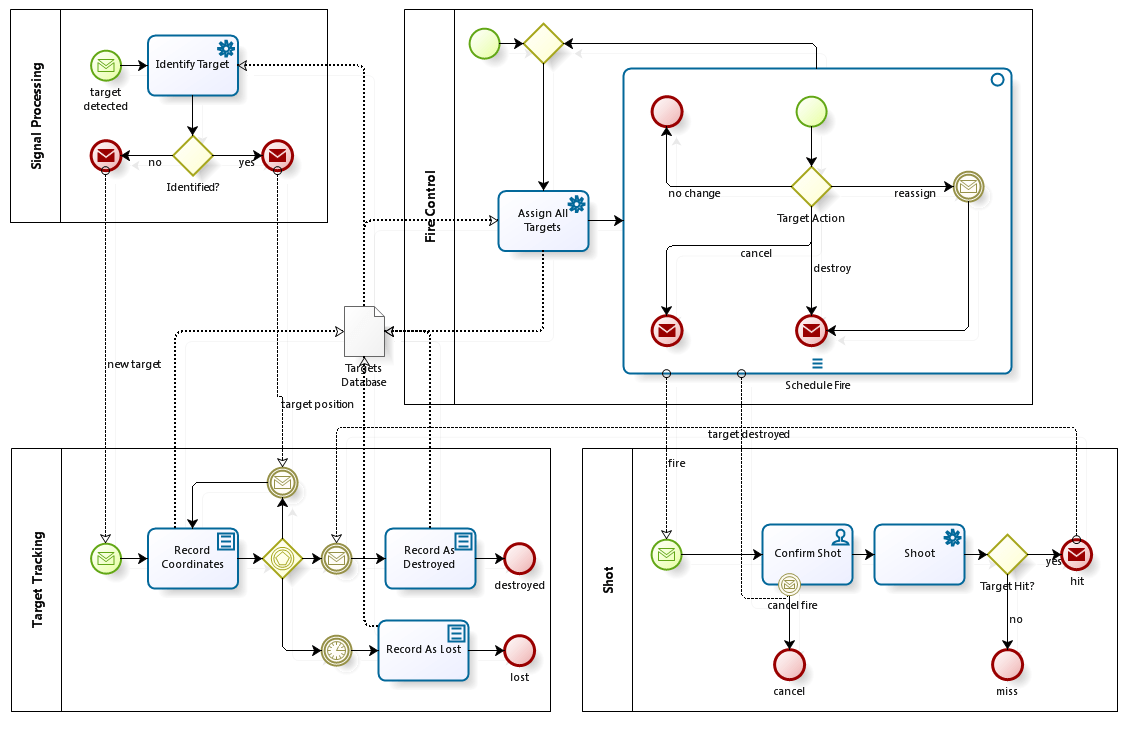 Signal Processing
target
detected
Identify Target
no
yes
Identified?
Fire Control
Assign All
Targets
no change
reassign
Target Action
cancel
destroy
Schedule Fire
Targets
Database
new target
target position
target destroyed
fire
Target Tracking
Record
Coordinates
Record As
Destroyed
destroyed
Record As Lost
lost
Shot
Confirm Shot
cancel fire
cancel
Shoot
Target Hit?
yes
hit
no
miss